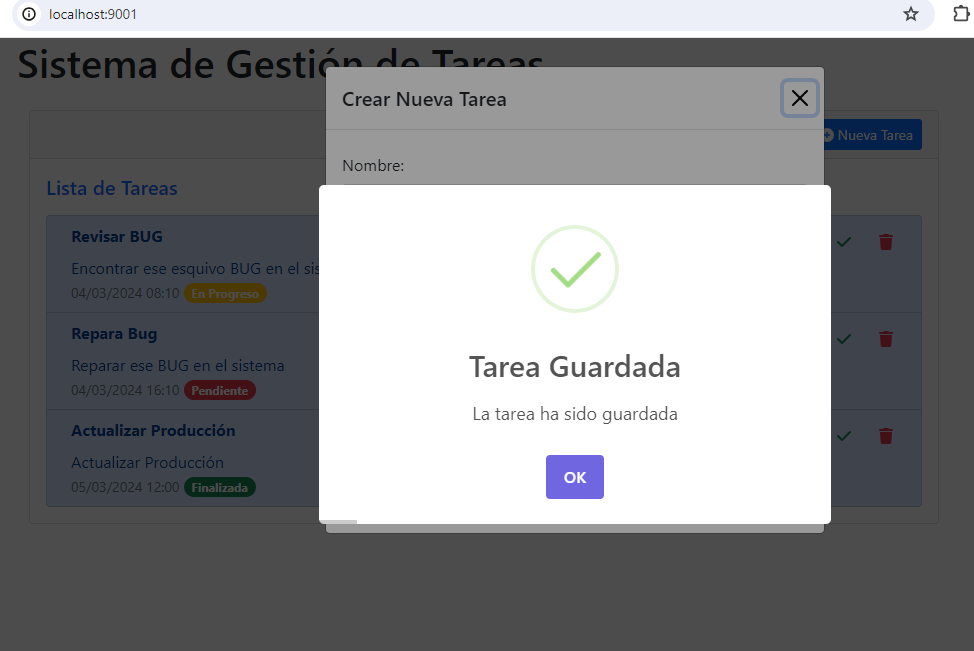 localhost:9001
Sistema de Gestión de Tareas
Crear Nueva Tarea
Nueva Tarea
Nombre:
Lista de Tareas
Revisar BUG
Encontrar ese esquivo BUG en el
04/03/2024 08:10 En Progreso
Repara Bug
Reparar ese BUG en el sistema
04/03/2024 16:10 Pendiente
Actualizar Producción
Actualizar Producción
05/03/2024 12:00 Finalizada
Tarea Guardada
La tarea ha sido guardada
OK